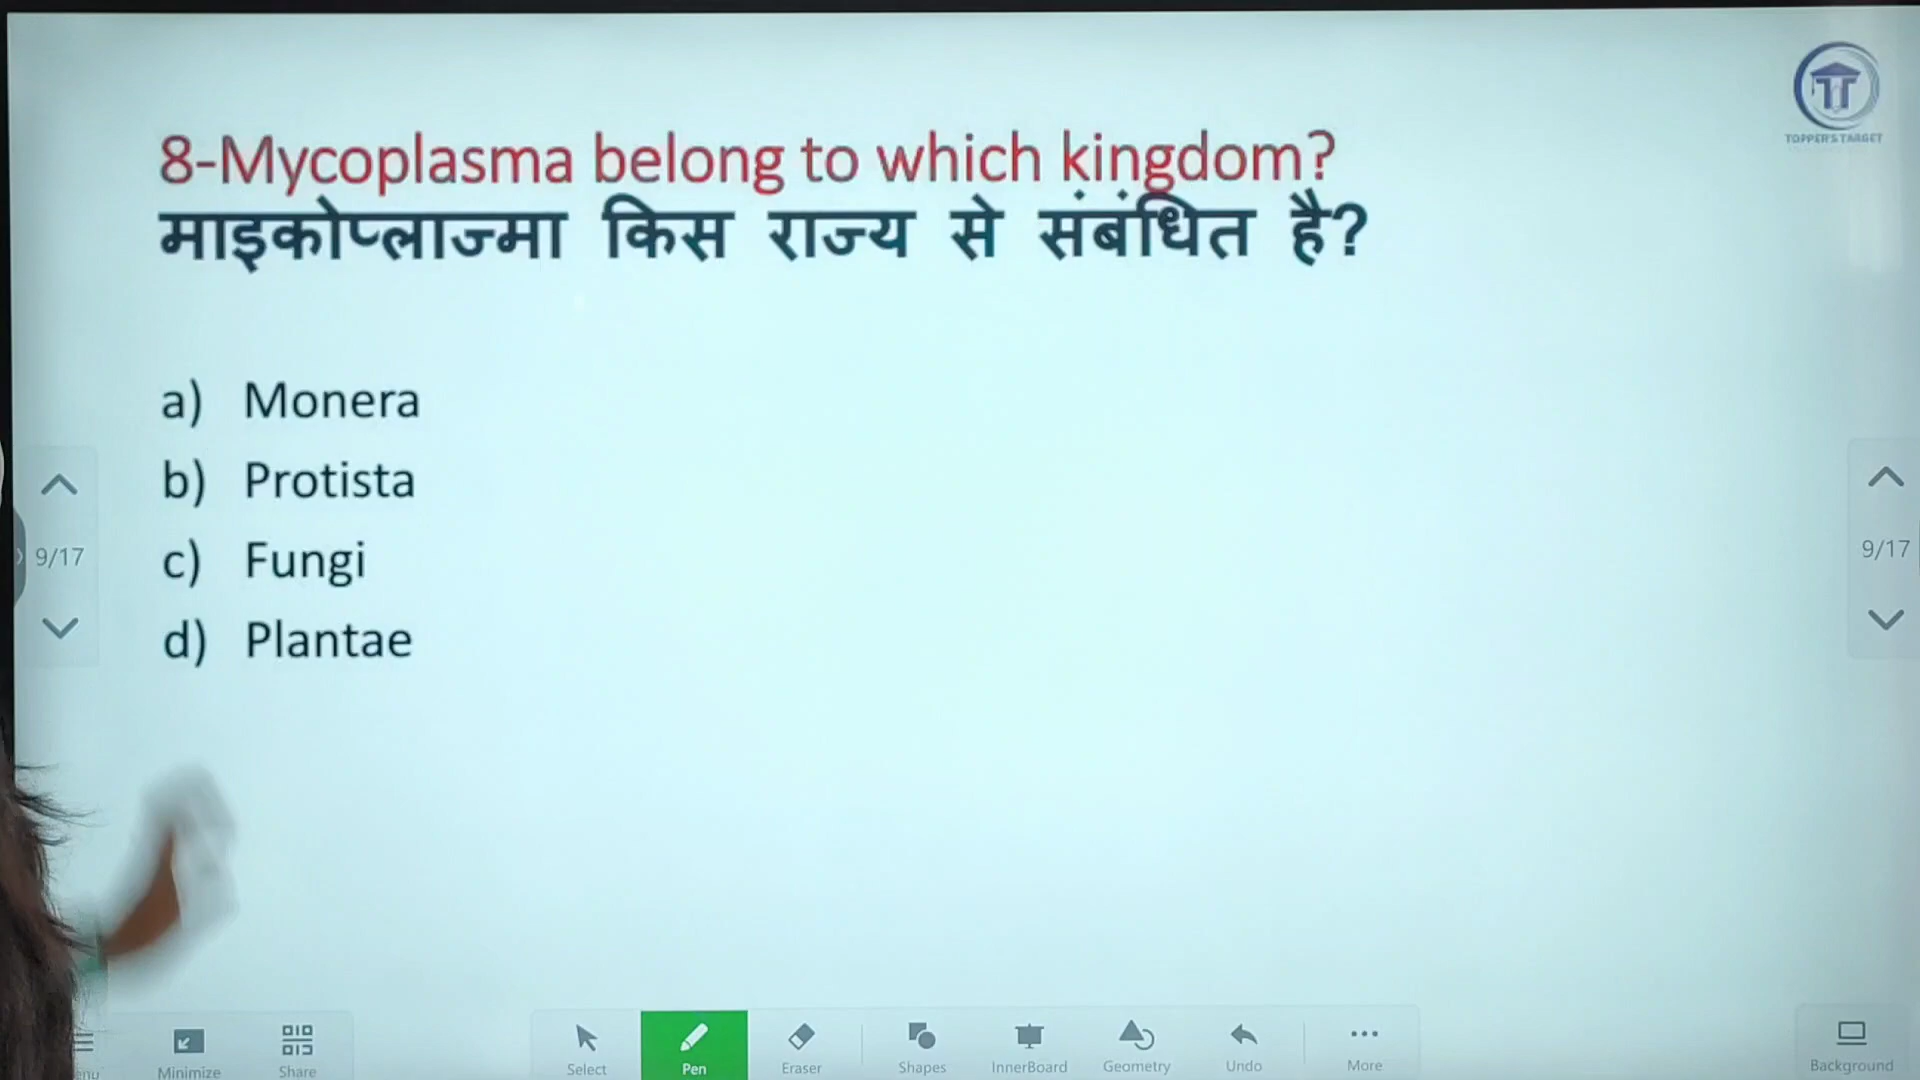 TOPPER'S TARGET
8-Mycoplasma belong to which kingdom?
माइकोप्लाज्मा किस राज्य से संबंधित है?
a) Monera
b) Protista
c) Fungi
d) Plantae
9/17
9/17
Minimize
Share
Select
Pen
Eraser
Shapes
InnerBoard
Geometry
Undo
More
Background